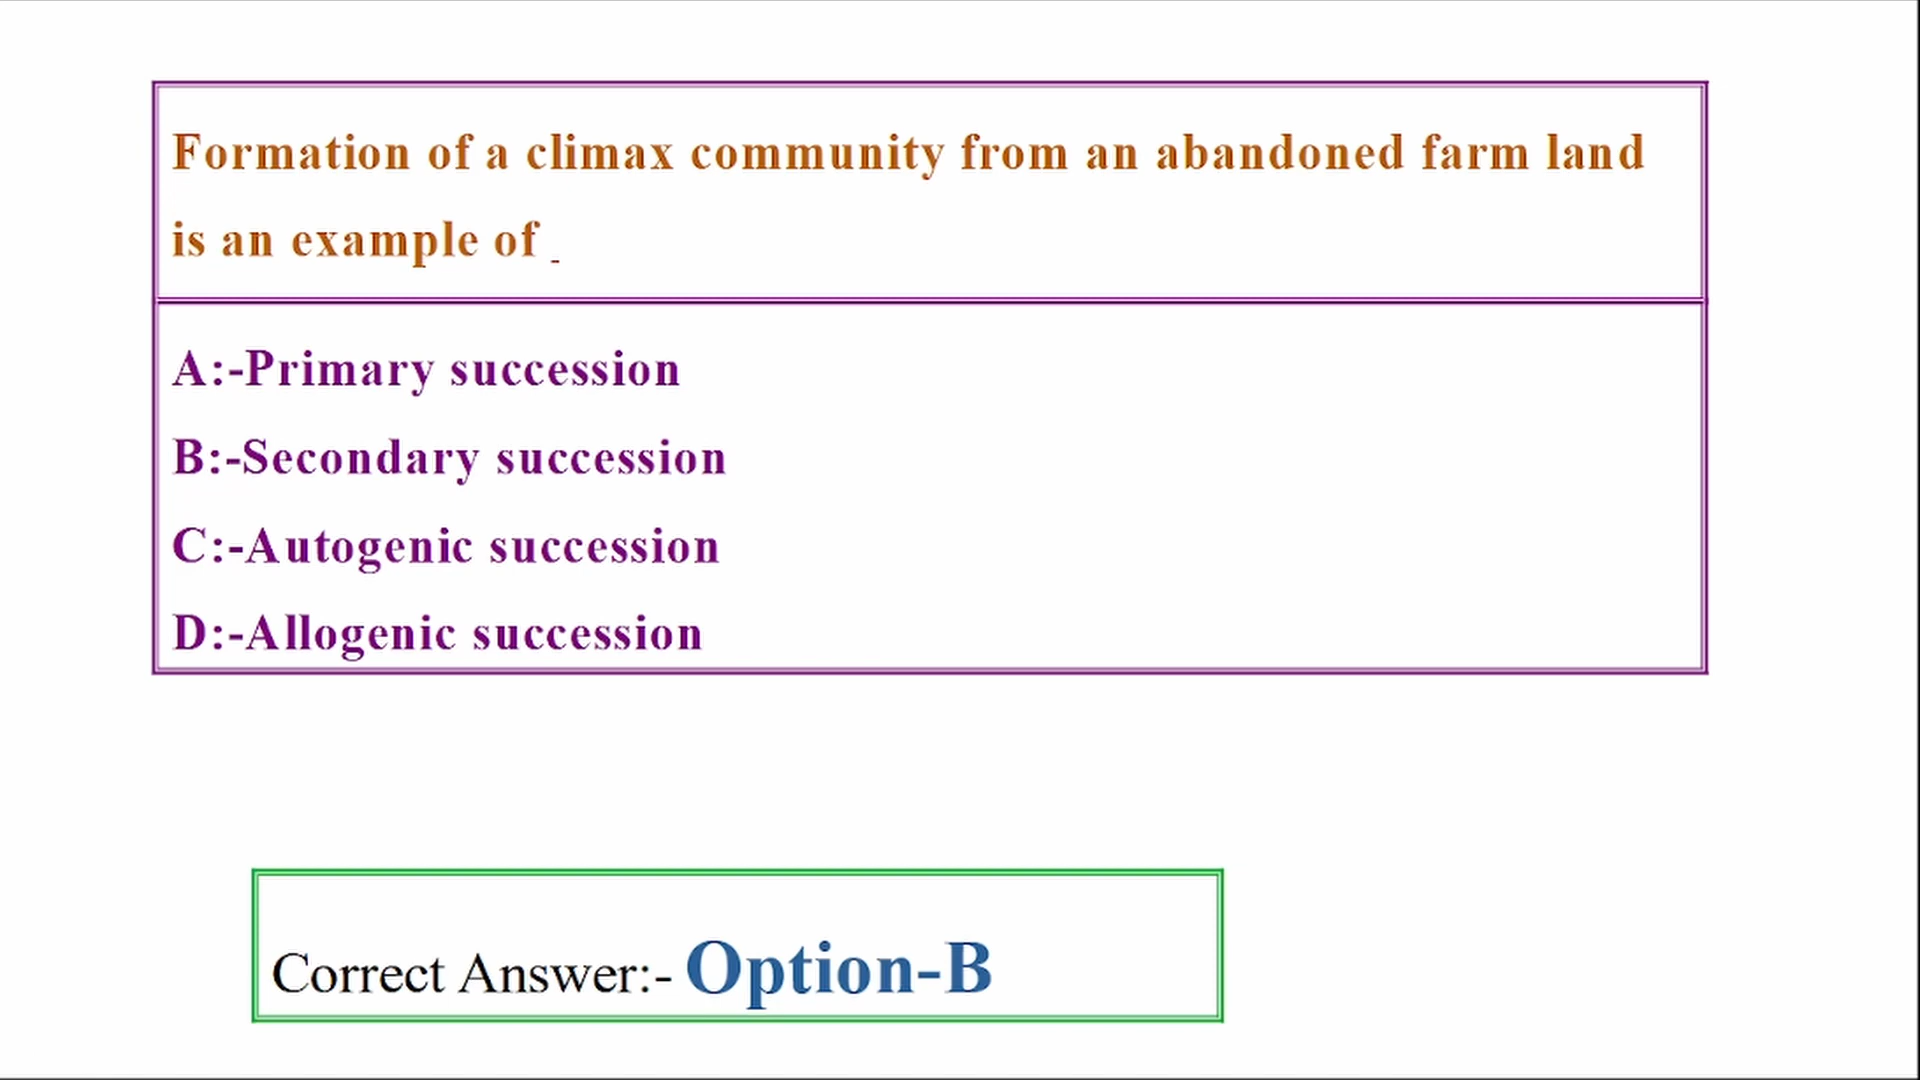 Formation of a climax community from an abandoned farm land
is an example of _
A:-Primary succession
B:-Secondary succession
C:-Autogenic succession
D:-Allogenic succession
Correct Answer:- Option-B